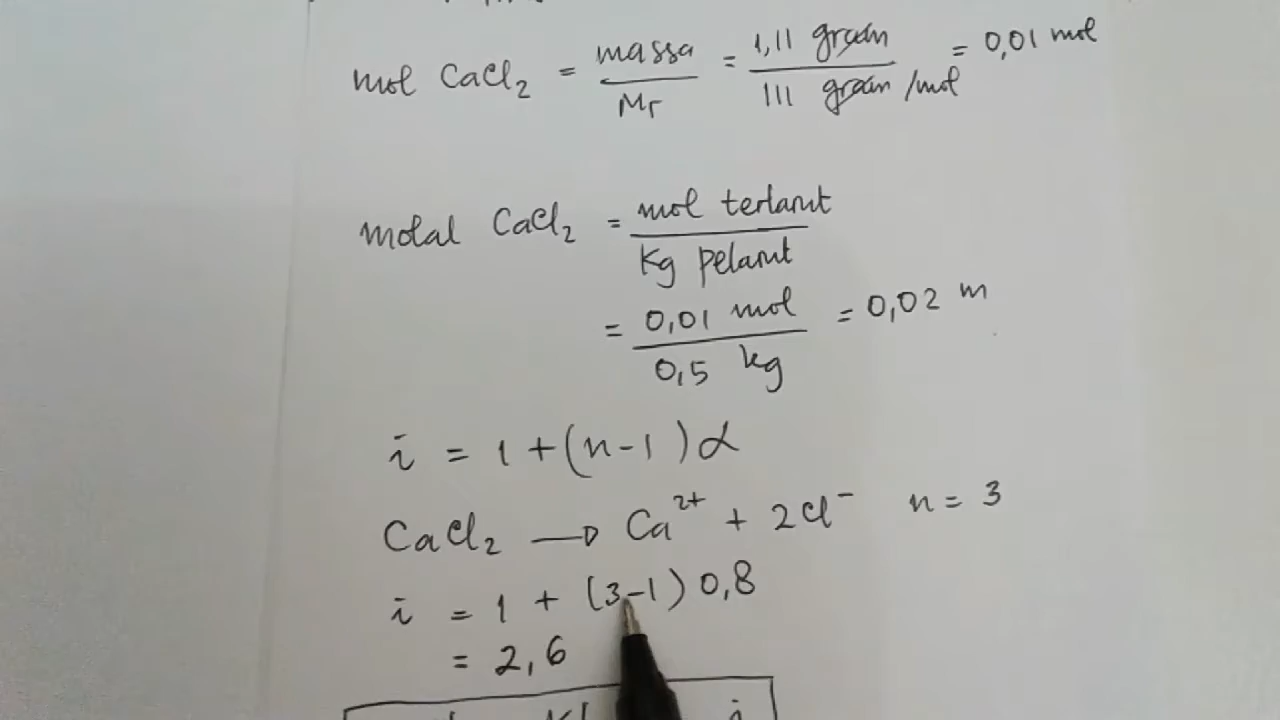 mol CaCl₂ = massa / Mr = 1,11 gram / 111 gram/mol = 0,01 mol
molal CaCl₂ = mol terlarut / Kg pelarut
= 0,01 mol / 0,5 kg = 0,02 m
i = 1 + (n-1)α
CaCl₂ → Ca²⁺ + 2Cl⁻ n = 3
i = 1 + (3-1) 0,8
= 2,6